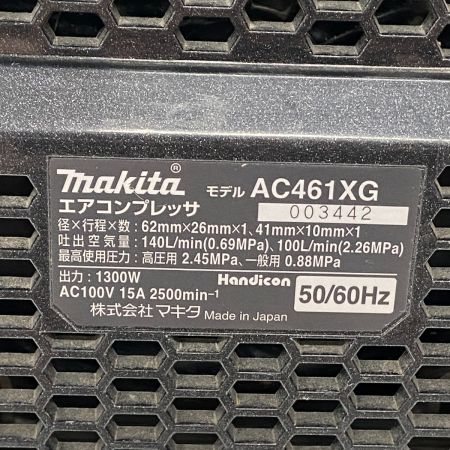 makita® モデル AC461XG
003442
エアコンプレッサ
径×行程×数：62mm×26mm×1、41mm×10mm×1
吐出空気量：140L/min(0.69MPa)、100L/min(2.26MPa)
最高使用圧力：高圧用 2.45MPa、一般用 0.88MPa
出力：1300W Handicon
AC100V 15A 2500min⁻¹ 50/60Hz
株式会社マキタ Made in Japan